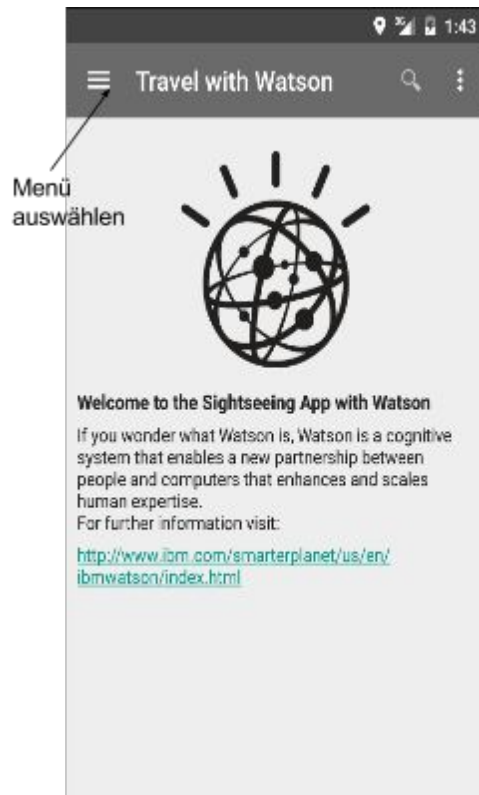 3G 1:43
Travel with Watson
Menü
auswählen
Welcome to the Sightseeing App with Watson
If you wonder what Watson is, Watson is a cognitive
system that enables a new partnership between
people and computers that enhances and scales
human expertise.
For further information visit:
http://www.ibm.com/smarterplanet/us/en/
ibmwatson/index.html